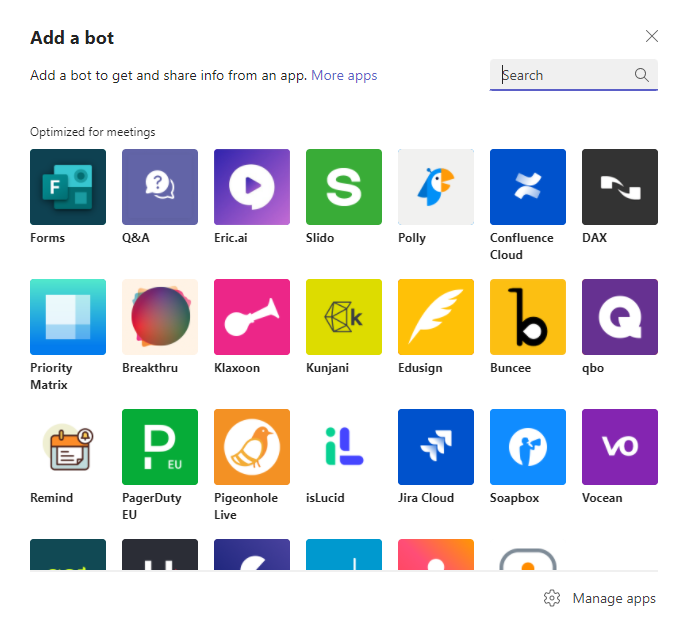 Add a bot
Add a bot to get and share info from an app. More apps
Search
Optimized for meetings
F
?
S
Forms
Q&A
Eric.ai
Slido
Polly
Confluence
Cloud
DAX
k
b
Q
Priority
Matrix
Breakthru
Klaxoon
Kunjani
Edusign
Buncee
qbo
P
EU
iL
vo
Remind
PagerDuty
EU
Pigeonhole
Live
isLucid
Jira Cloud
Soapbox
Vocean
Manage apps